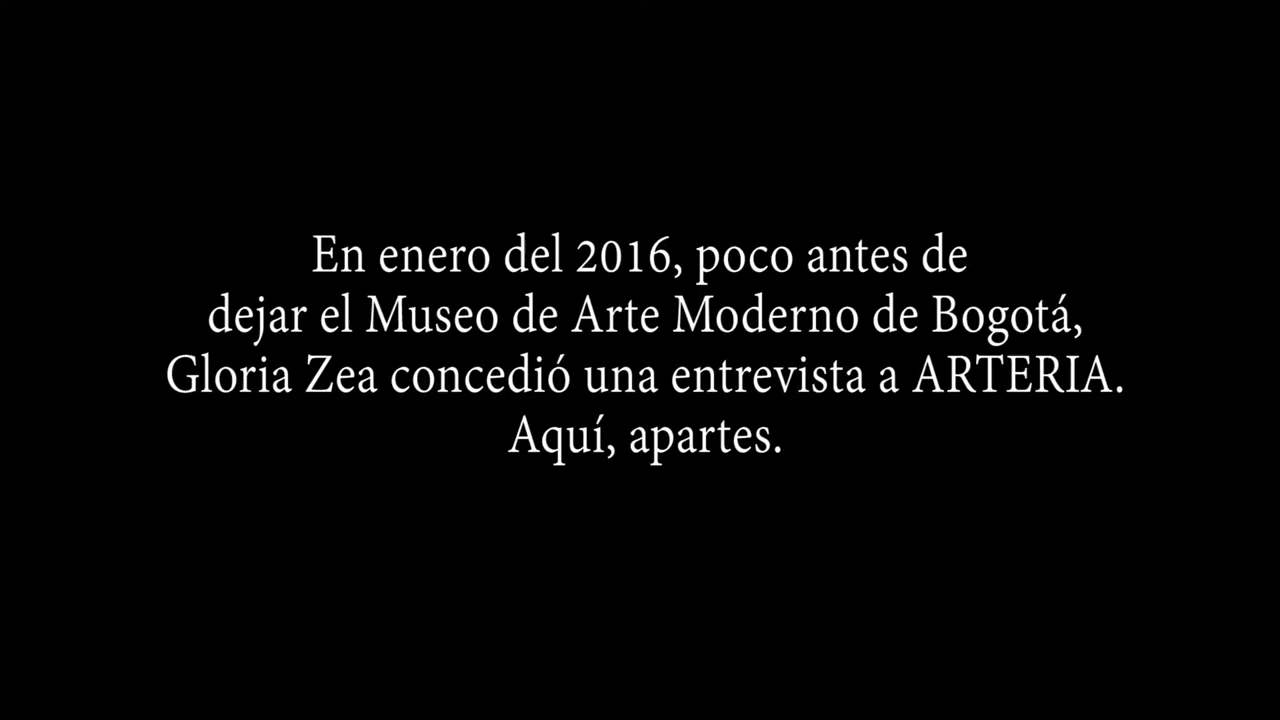 En enero del 2016, poco antes de
dejar el Museo de Arte Moderno de Bogotá,
Gloria Zea concedió una entrevista a ARTERIA.
Aquí, apartes.